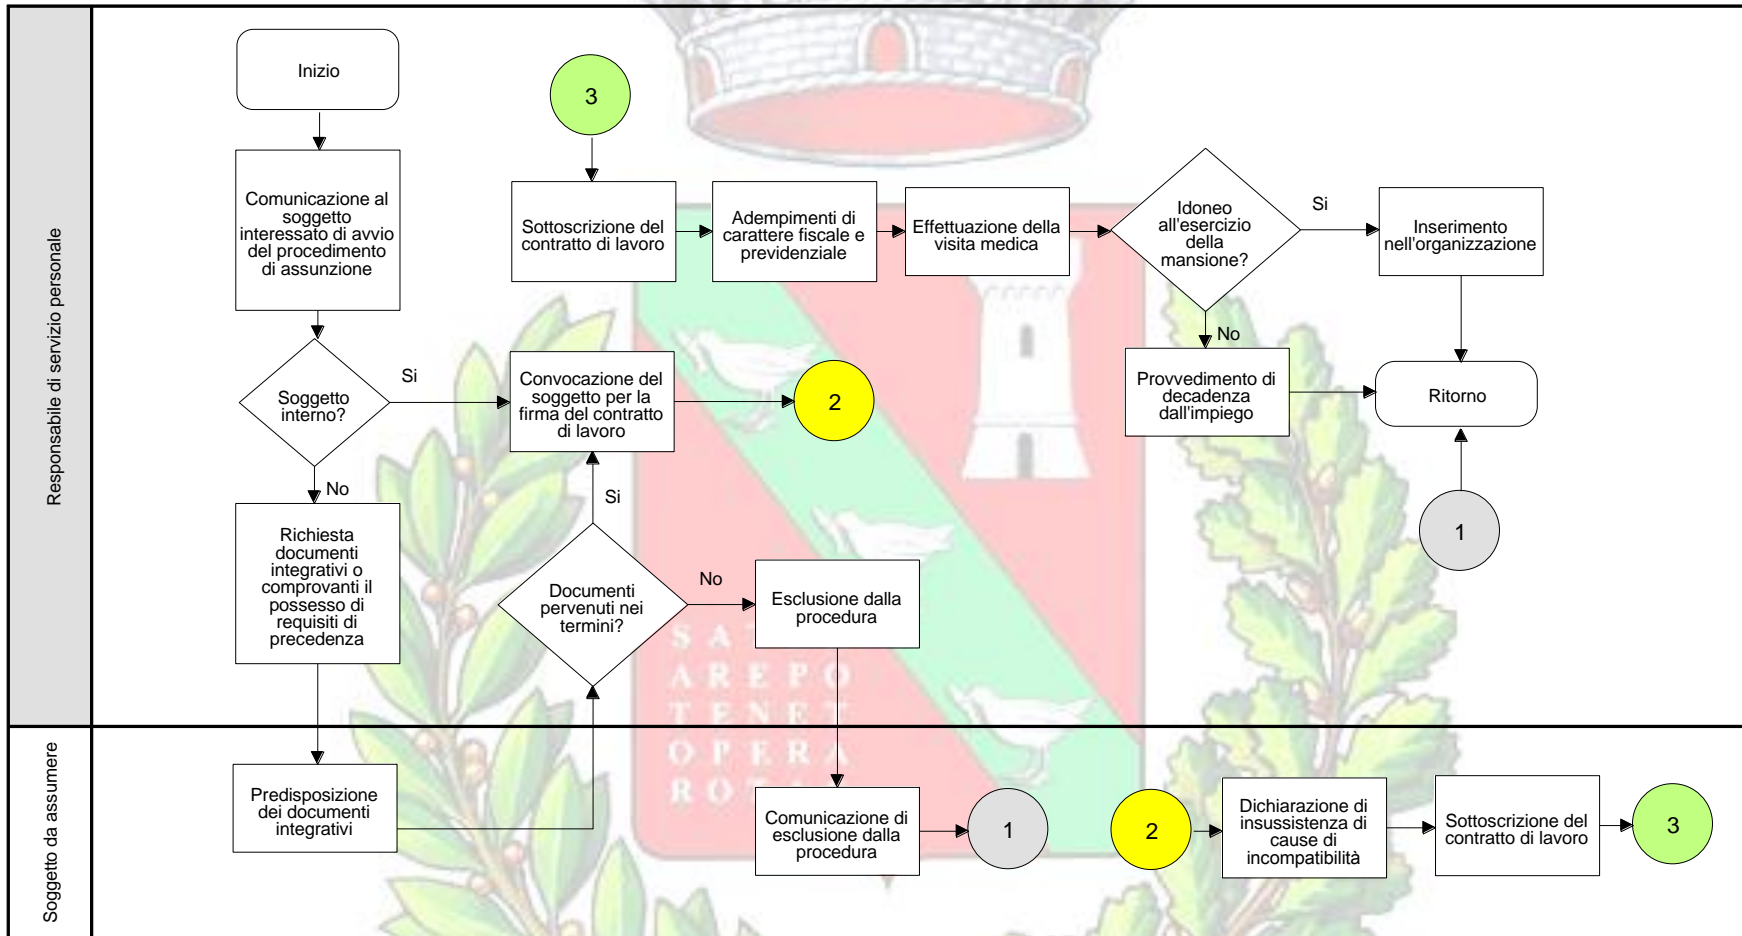 Responsabile di servizio personale
Inizio
Comunicazione al
soggetto
interessato di avvio
del procedimento
di assunzione
Soggetto
interno?
Si
No
Richiesta
documenti
integrativi o
comprovanti il
possesso di
requisiti di
precedenza
3
Sottoscrizione del
contratto di lavoro
Adempimenti di
carattere fiscale e
previdenziale
Effettuazione della
visita medica
Idoneo
all'esercizio
della
mansione?
Si
Inserimento
nell'organizzazione
No
Provvedimento di
decadenza
dall'impiego
Ritorno
1
Convocazione del
soggetto per la
firma del contratto
di lavoro
2
Si
Documenti
pervenuti nei
termini?
No
Esclusione dalla
procedura
AREPO
TENET
OPERA
Soggetto da assumere
Predisposizione
dei documenti
integrativi
Comunicazione di
esclusione dalla
procedura
1
2
Dichiarazione di
insussistenza di
cause di
incompatibilità
Sottoscrizione del
contratto di lavoro
3